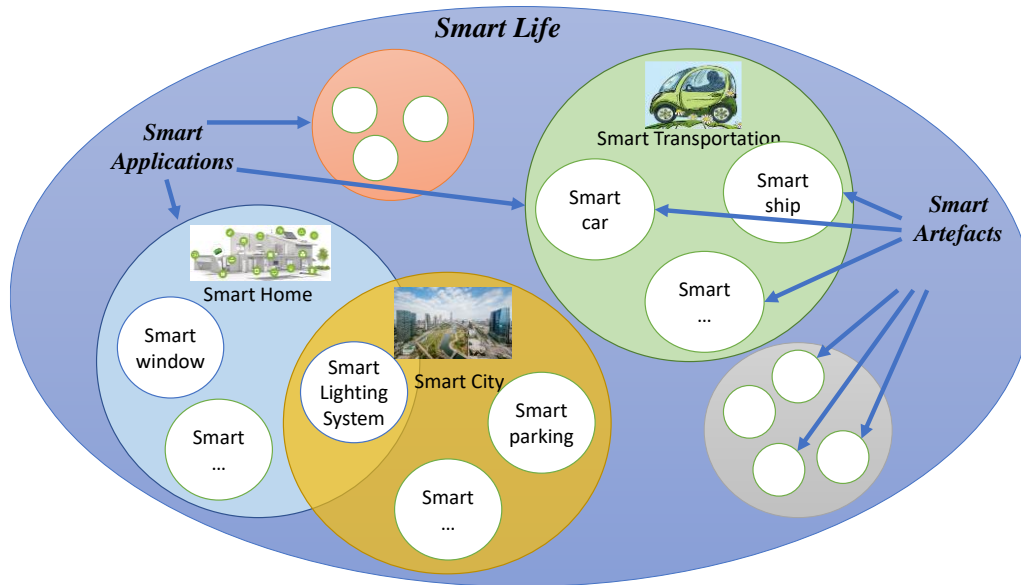 Smart Life
Smart
Applications
Smart Transportation
Smart
car
Smart
ship
Smart
...
Smart
Artefacts
Smart Home
Smart
window
Smart
...
Smart
Lighting
System
Smart City
Smart
parking
Smart
...